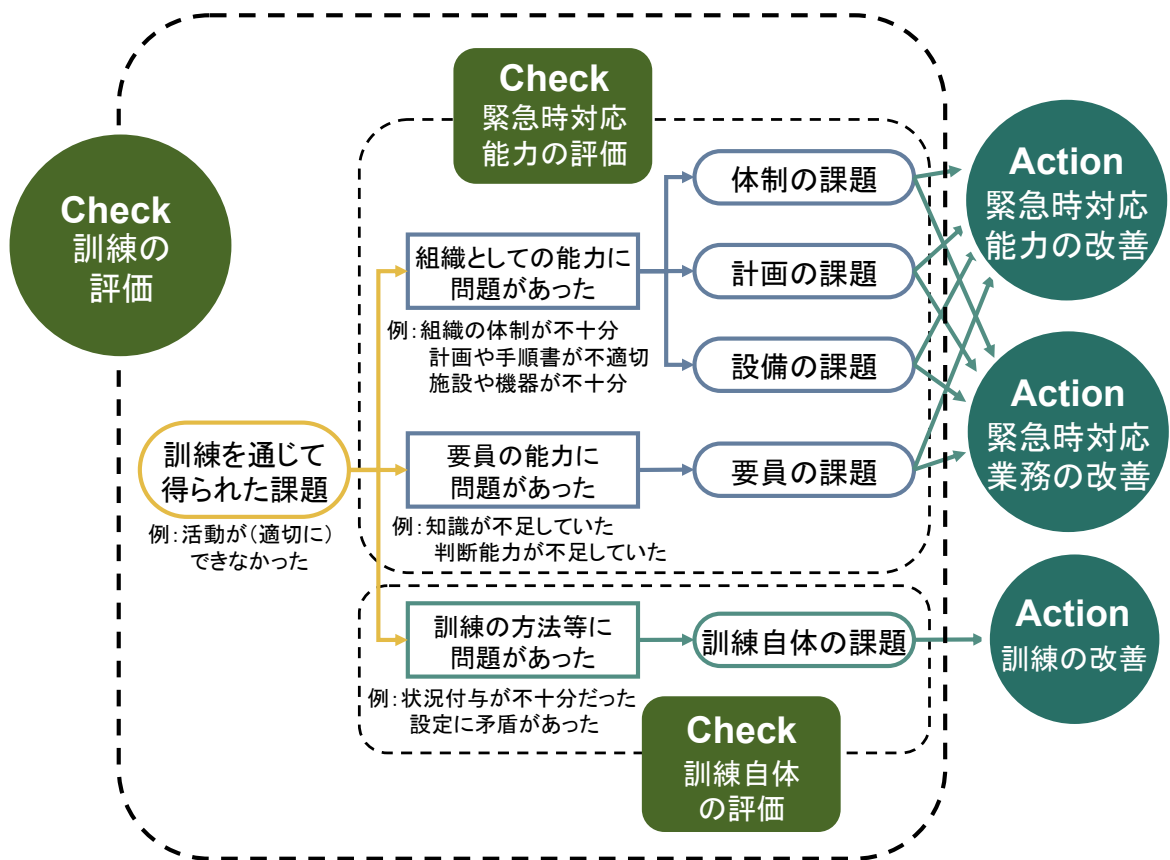 Check
訓練の
評価
Check
緊急時対応
能力の評価
訓練を通じて
得られた課題
例：活動が（適切に）
できなかった
組織としての能力に
問題があった
例：組織の体制が不十分
計画や手順書が不適切
施設や機器が不十分
体制の課題
計画の課題
設備の課題
要員の能力に
問題があった
例：知識が不足していた
判断能力が不足していた
要員の課題
訓練の方法等に
問題があった
例：状況付与が不十分だった
設定に矛盾があった
訓練自体の課題
Check
訓練自体
の評価
Action
緊急時対応
能力の改善
Action
緊急時対応
業務の改善
Action
訓練の改善